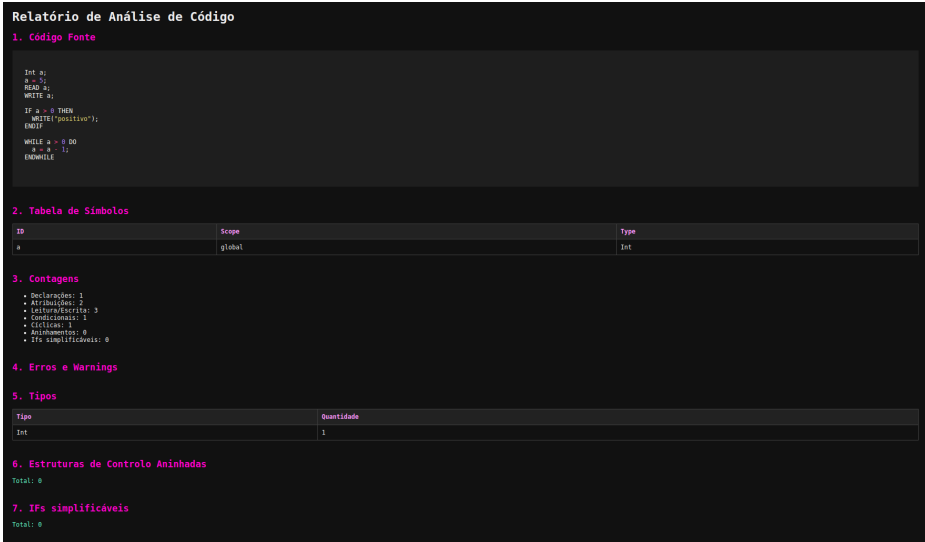 Relatório de Análise de Código
1. Código Fonte
Int a;
a = 5;
READ a;
WRITE a;
IF a > 0 THEN
WRITE("positivo");
ENDIF
WHILE a > 0 DO
a = a - 1;
ENDWHILE
2. Tabela de Símbolos
ID Scope Type
a global Int
3. Contagens
• Declarações: 1
• Atribuições: 2
• Leitura/Escrita: 3
• Condicionais: 1
• Cíclicas: 1
• Aninhamentos: 0
• Ifs simplificáveis: 0
4. Erros e Warnings
5. Tipos
Tipo Quantidade
Int 1
6. Estruturas de Controlo Aninhadas
Total: 0
7. IFs simplificáveis
Total: 0